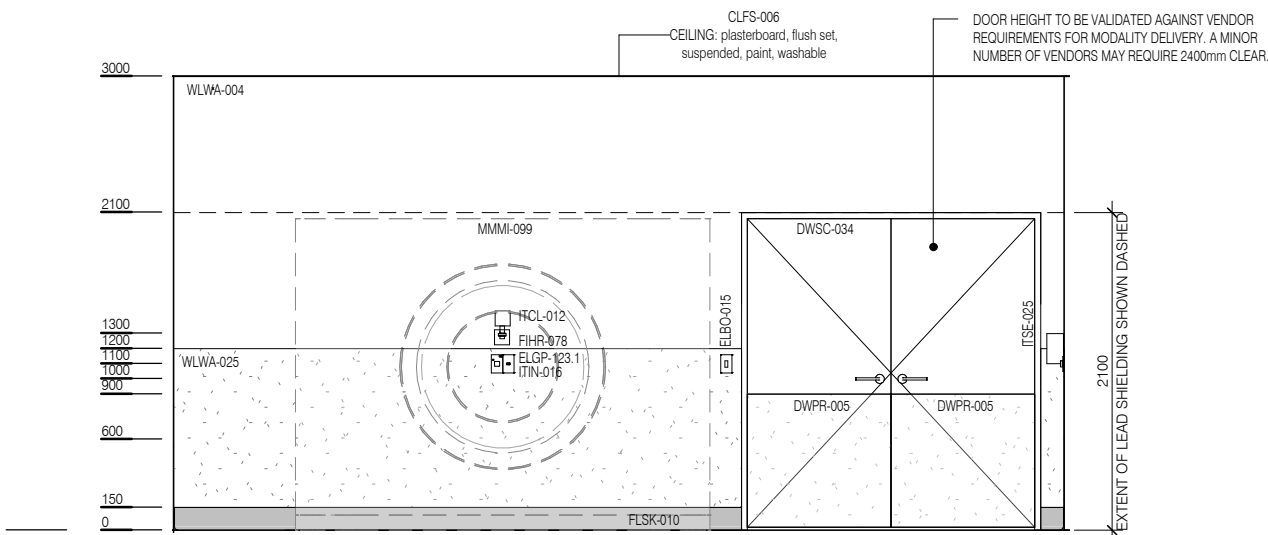 CLFS-006
CEILING: plasterboard, flush set,
suspended, paint, washable
DOOR HEIGHT TO BE VALIDATED AGAINST VENDOR
REQUIREMENTS FOR MODALITY DELIVERY. A MINOR
NUMBER OF VENDORS MAY REQUIRE 2400mm CLEAR.
3000
WLWA-004
2100
MMMI-099
DWSC-034
ELBO-015
ITSE-025
ITCL-012
FIHR-078
ELGP-123.1
ITIN-016
1300
1200
1100
1000
900
WLWA-025
DWPR-005
DWPR-005
600
150
0
FLSK-010
2100
EXTENT OF LEAD SHIELDING SHOWN DASHED